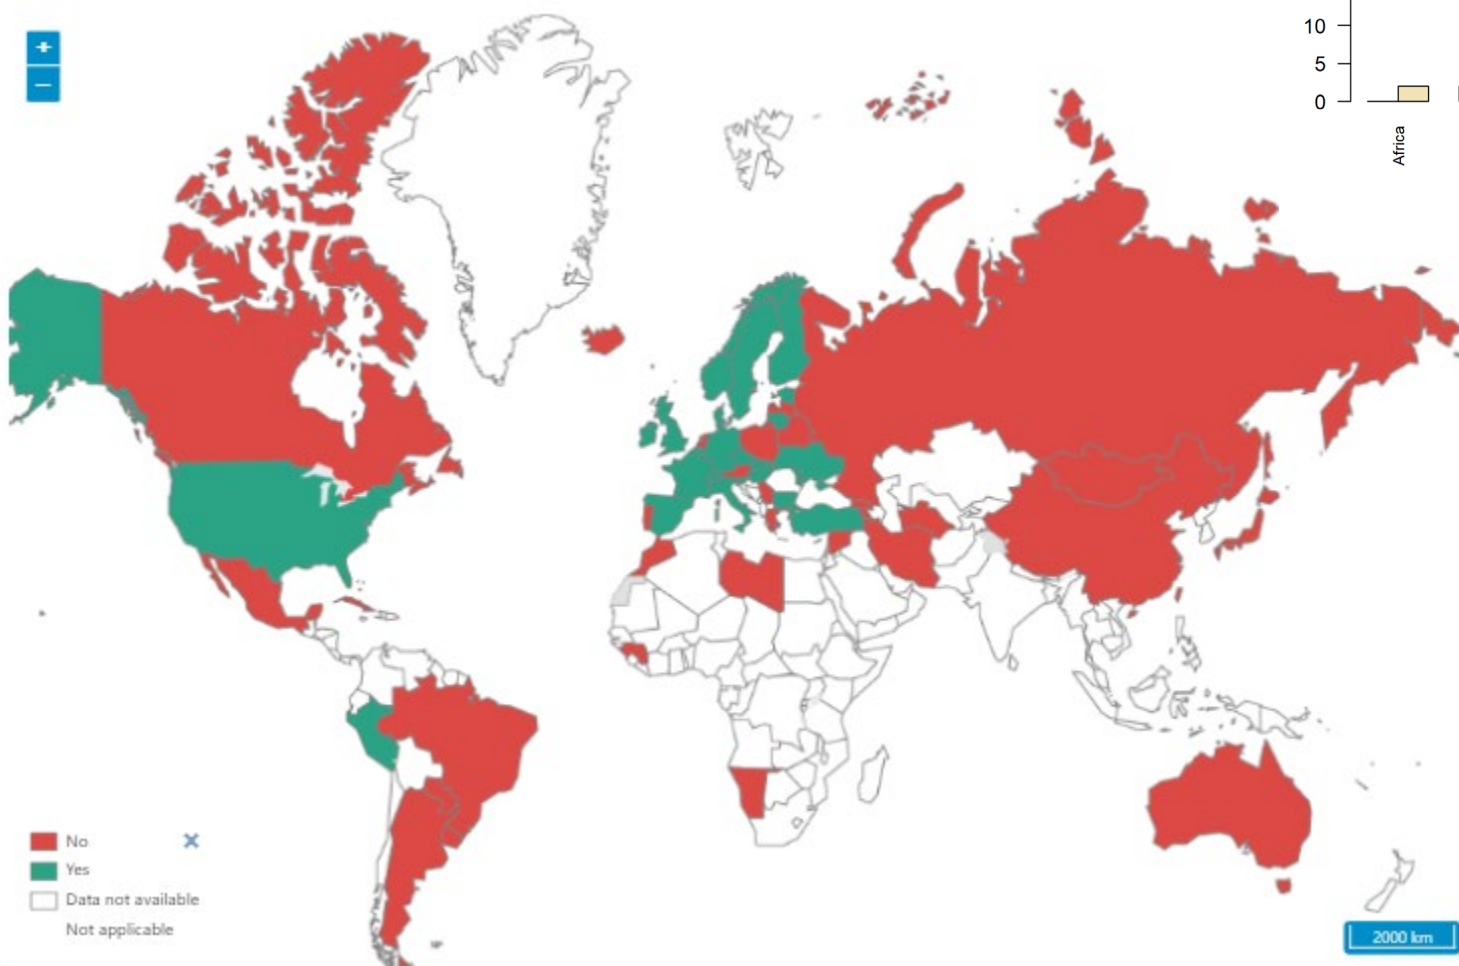 +
−
10
5
0
Africa
No
Yes
Data not available
Not applicable
2000 km